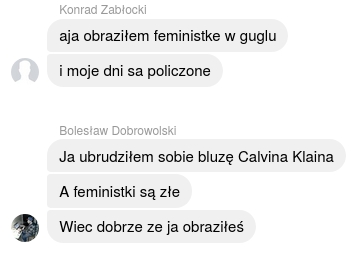 Konrad Zabłocki
aja obraziłem feministke w guglu
i moje dni sa policzone
Bolesław Dobrowolski
Ja ubrudziłem sobie bluzę Calvina Klaina
A feministki są złe
Wiec dobrze ze ja obraziłeś